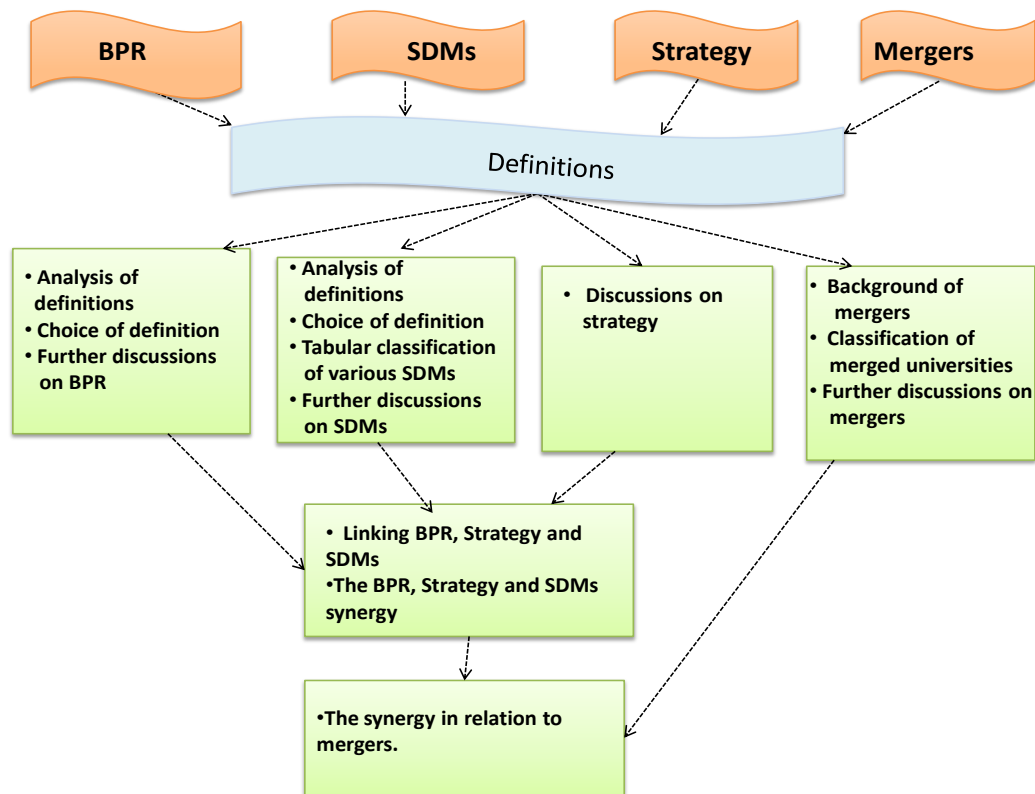 BPR
SDMs
Strategy
Mergers
Definitions
• Analysis of
definitions
• Choice of definition
• Further discussions
on BPR
• Analysis of
definitions
• Choice of definition
• Tabular classification
of various SDMs
• Further discussions
on SDMs
• Discussions on
strategy
• Background of
mergers
• Classification of
merged universities
• Further discussions on
mergers
• Linking BPR, Strategy and
SDMs
•The BPR, Strategy and SDMs
synergy
•The synergy in relation to
mergers.